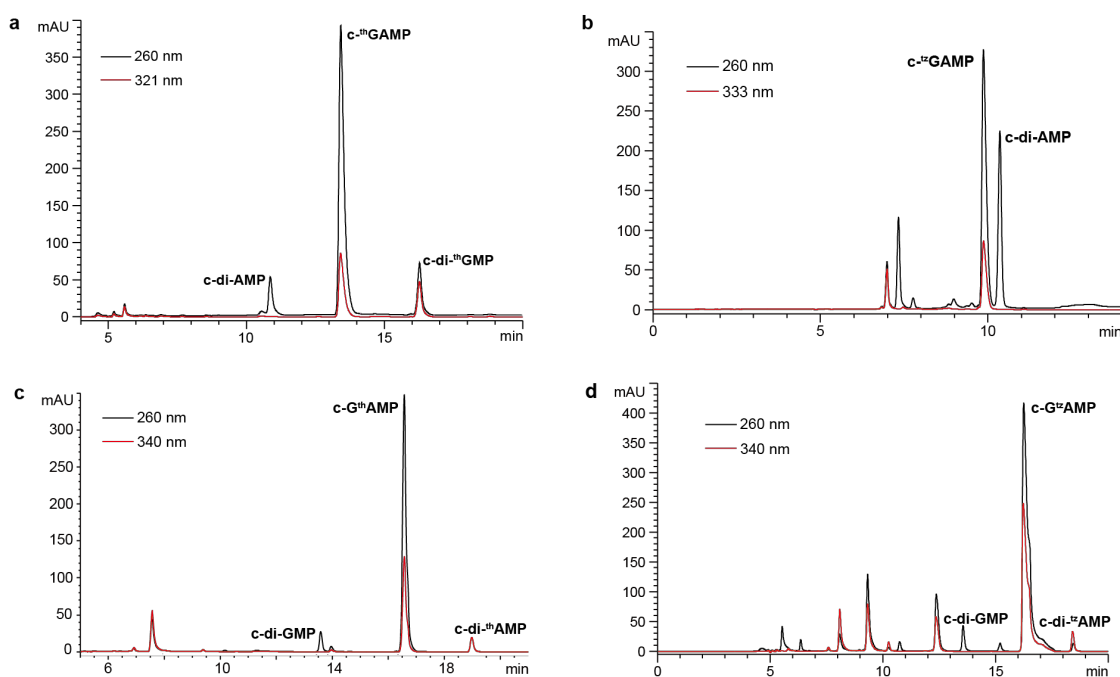 a
mAU
c-ᵗʰGAMP
260 nm
321 nm
350
300
250
200
150
100
50
0
c-di-AMP
c-di-ᵗʰGMP
5
10
15
min
b
mAU
c-ᵗᶻGAMP
260 nm
333 nm
300
250
200
150
100
50
0
c-di-AMP
0
5
10
min
c
mAU
c-GᵗʰAMP
260 nm
340 nm
300
250
200
150
100
50
0
c-di-GMP
c-di-ᵗʰAMP
6
10
14
18
min
d
mAU
c-GᵗᶻAMP
260 nm
340 nm
400
350
300
250
200
150
100
50
0
c-di-GMP
c-di-ᵗᶻAMP
0
5
10
15
min